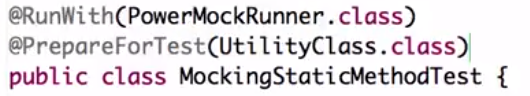 @RunWith(PowerMockRunner.class)
@PrepareForTest(UtilityClass.class)
public class MockingStaticMethodTest {